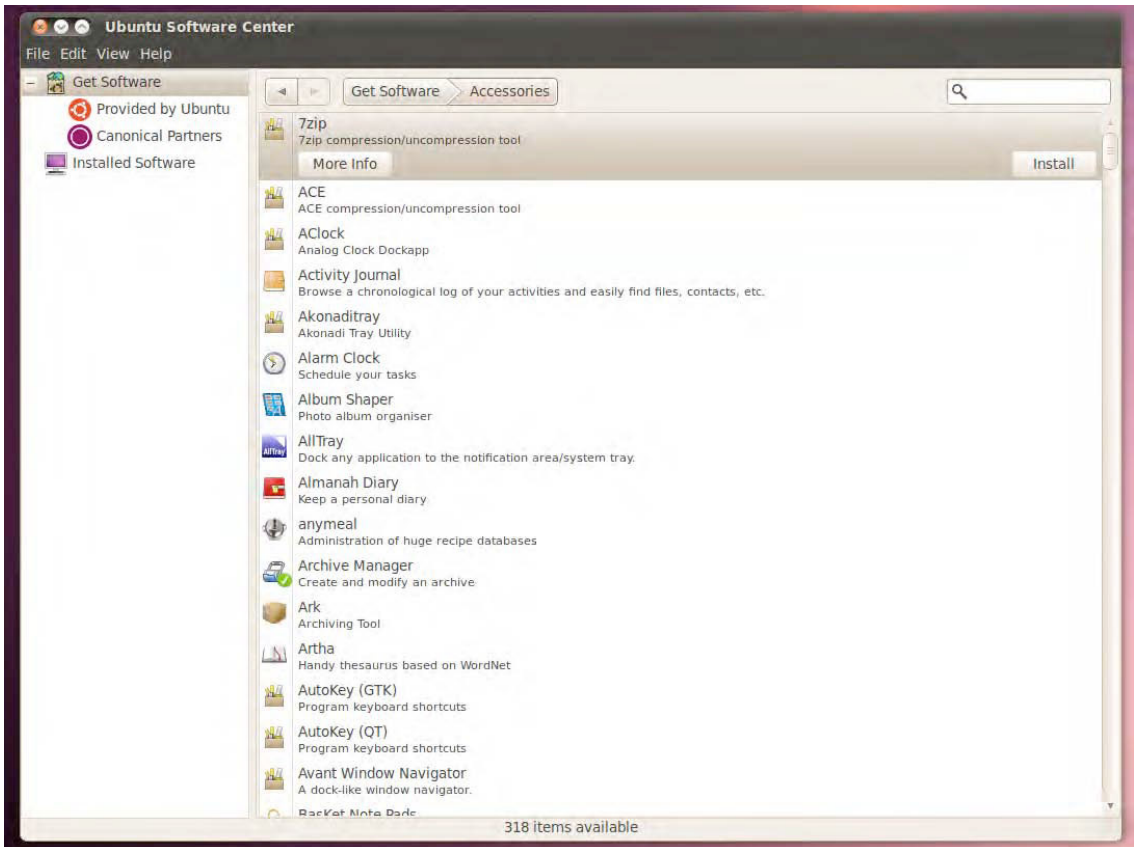 Ubuntu Software Center
File Edit View Help
Get Software
Provided by Ubuntu
Canonical Partners
Installed Software
Get Software Accessories
7zip
7zip compression/uncompression tool
More Info Install
ACE
ACE compression/uncompression tool
AClock
Analog Clock Dockapp
Activity Journal
Browse a chronological log of your activities and easily find files, contacts, etc.
Akonaditray
Akonadi Tray Utility
Alarm Clock
Schedule your tasks
Album Shaper
Photo album organiser
AllTray
AllTray
Dock any application to the notification area/system tray.
Almanah Diary
Keep a personal diary
anymeal
Administration of huge recipe databases
Archive Manager
Create and modify an archive
Ark
Archiving Tool
Artha
Handy thesaurus based on WordNet
AutoKey (GTK)
Program keyboard shortcuts
AutoKey (QT)
Program keyboard shortcuts
Avant Window Navigator
A dock-like window navigator.
BasKet Note Pads
318 items available